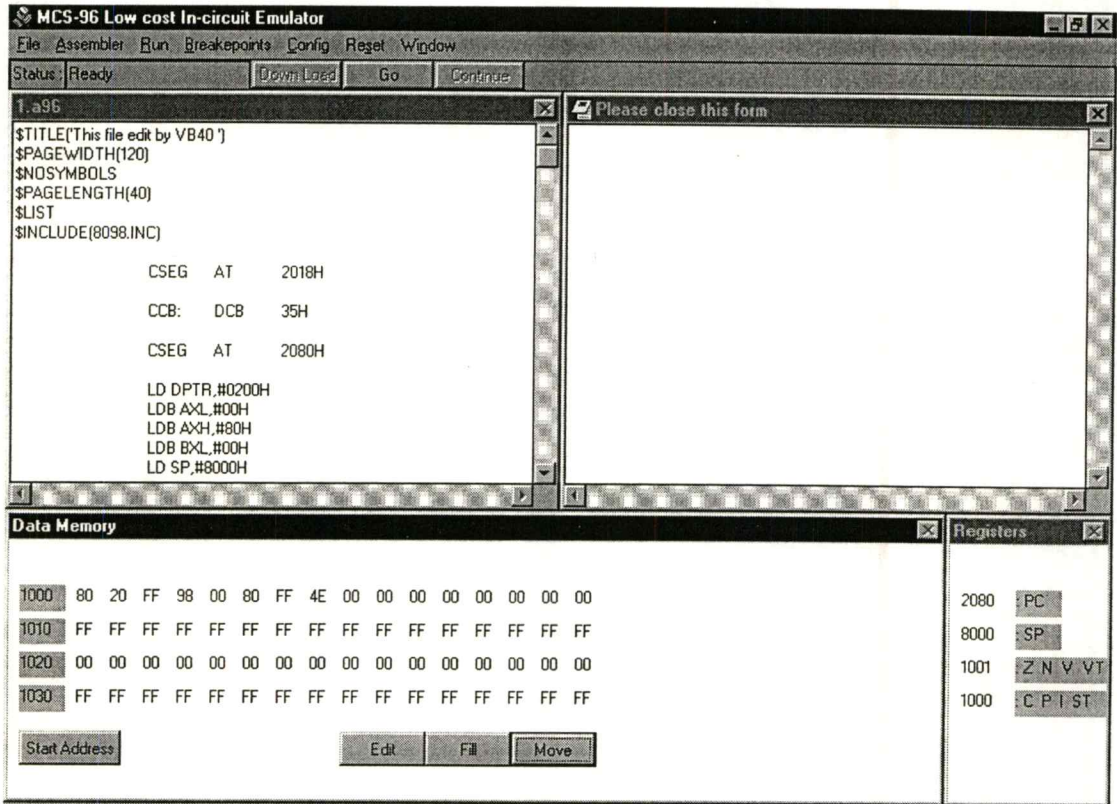 MCS-96 Low cost In-circuit Emulator
File Assembler Run Breakepoints Config Reset Window
Status : Ready Down Load Go Continue
1.a96
$TITLE('This file edit by VB40 ')
$PAGEWIDTH(120)
$NOSYMBOLS
$PAGELENGTH(40)
$LIST
$INCLUDE(8098.INC)
CSEG AT 2018H
CCB: DCB 35H
CSEG AT 2080H
LD DPTR,#0200H
LDB AXL,#00H
LDB AXH,#80H
LDB BXL,#00H
LD SP,#8000H
Please close this form
Data Memory
1000 80 20 FF 98 00 80 FF 4E 00 00 00 00 00 00 00 00
1010 FF FF FF FF FF FF FF FF FF FF FF FF FF FF FF FF
1020 00 00 00 00 00 00 00 00 00 00 00 00 00 00 00 00
1030 FF FF FF FF FF FF FF FF FF FF FF FF FF FF FF FF
Start Address Edit Fill Move
Registers
2080 : PC
8000 : SP
1001 : Z N V VT
1000 : C P I ST